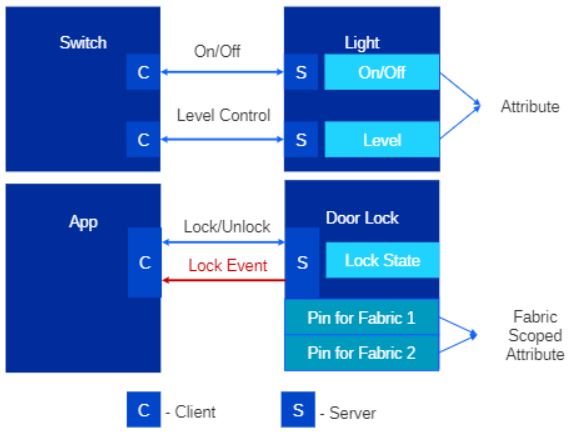 Switch
On/Off
Light
C
S
On/Off
Level Control
Attribute
C
S
Level
App
Lock/Unlock
Door Lock
C
Lock Event
S
Lock State
Pin for Fabric 1
Pin for Fabric 2
Fabric
Scoped
Attribute
C - Client
S - Server